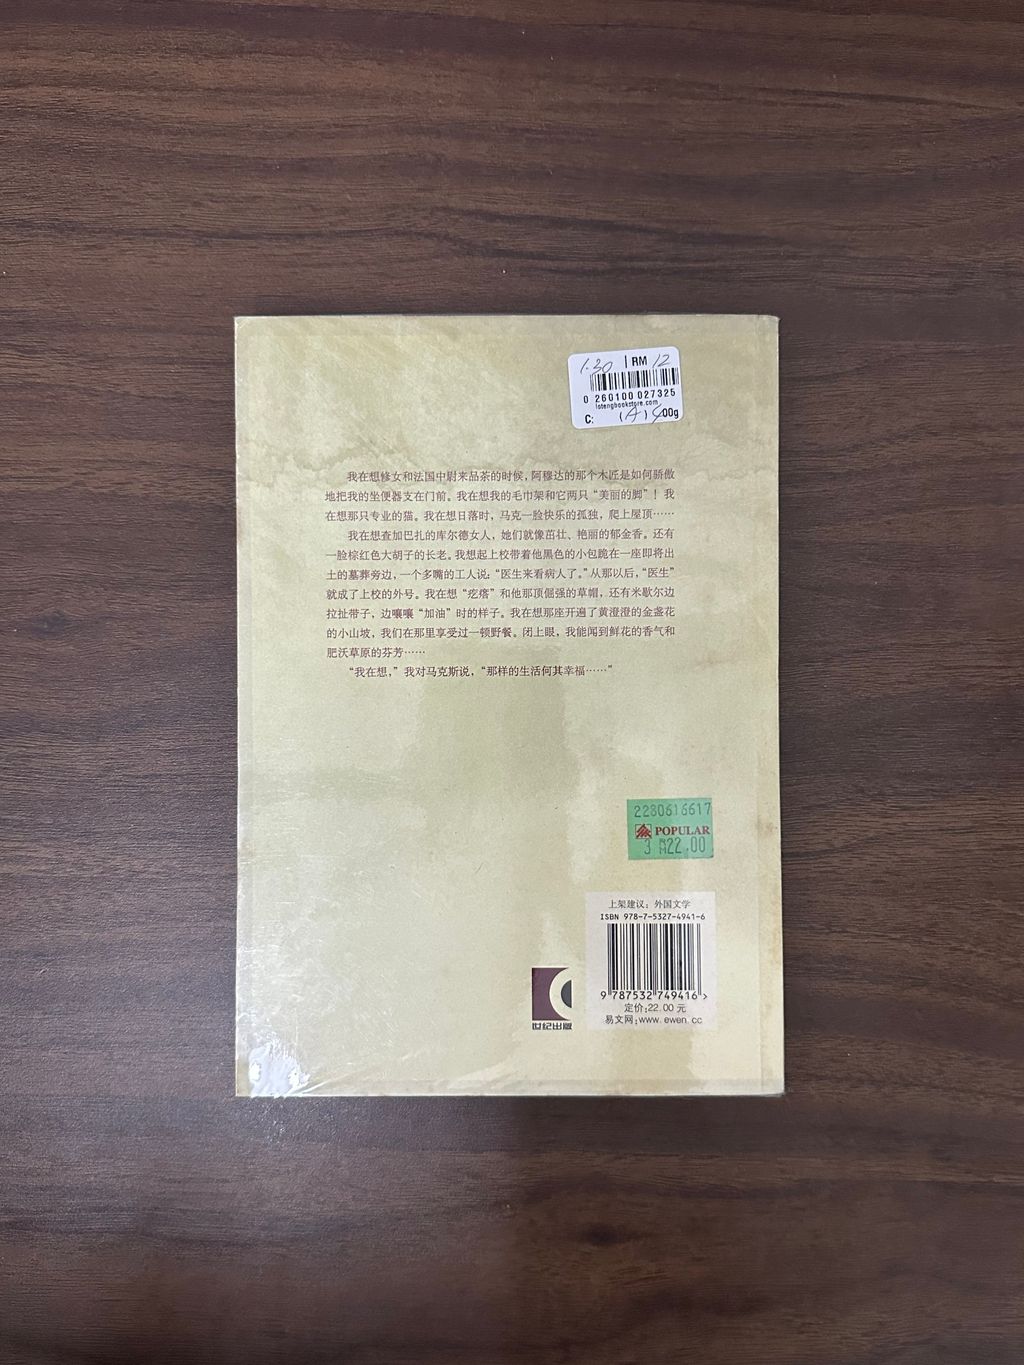 1.30 | RM 12
0 260100 027325
lotengbookstore.com
C: (A) 400g
我在想修女和法国中尉来品茶的时候，阿穆达的那个木匠是如何骄傲
地把我的坐便器支在门前。我在想我的毛巾架和它两只“美丽的脚”！我
在想那只专业的猫。我在想日落时，马克一脸快乐的孤独，爬上屋顶……
我在想查加巴扎的库尔德女人，她们就像茁壮、艳丽的郁金香。还有
一脸棕红色大胡子的长老。我想起上校带着他黑色的小包跪在一座即将出
土的墓葬旁边，一个多嘴的工人说：“医生来看病人了。”从那以后，“医生”
就成了上校的外号。我在想“疙瘩”和他那顶倔强的草帽，还有米歇尔边
拉扯带子，边嚷嚷“加油”时的样子。我在想那座开遍了黄澄澄的金盏花
的小山坡，我们在那里享受过一顿野餐。闭上眼，我能闻到鲜花的香气和
肥沃草原的芬芳……
“我在想，”我对马克斯说，“那样的生活何其幸福……”
2280616617
POPULAR
3 RM22.00
上架建议：外国文学
ISBN 978-7-5327-4941-6
9 787532 749416 >
定价：22.00 元
易文网：www.ewen.cc
世纪出版